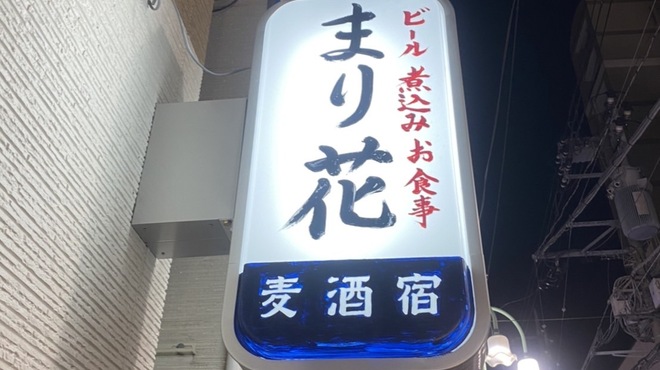 ビール 煮込み お食事
まり花
麦酒宿